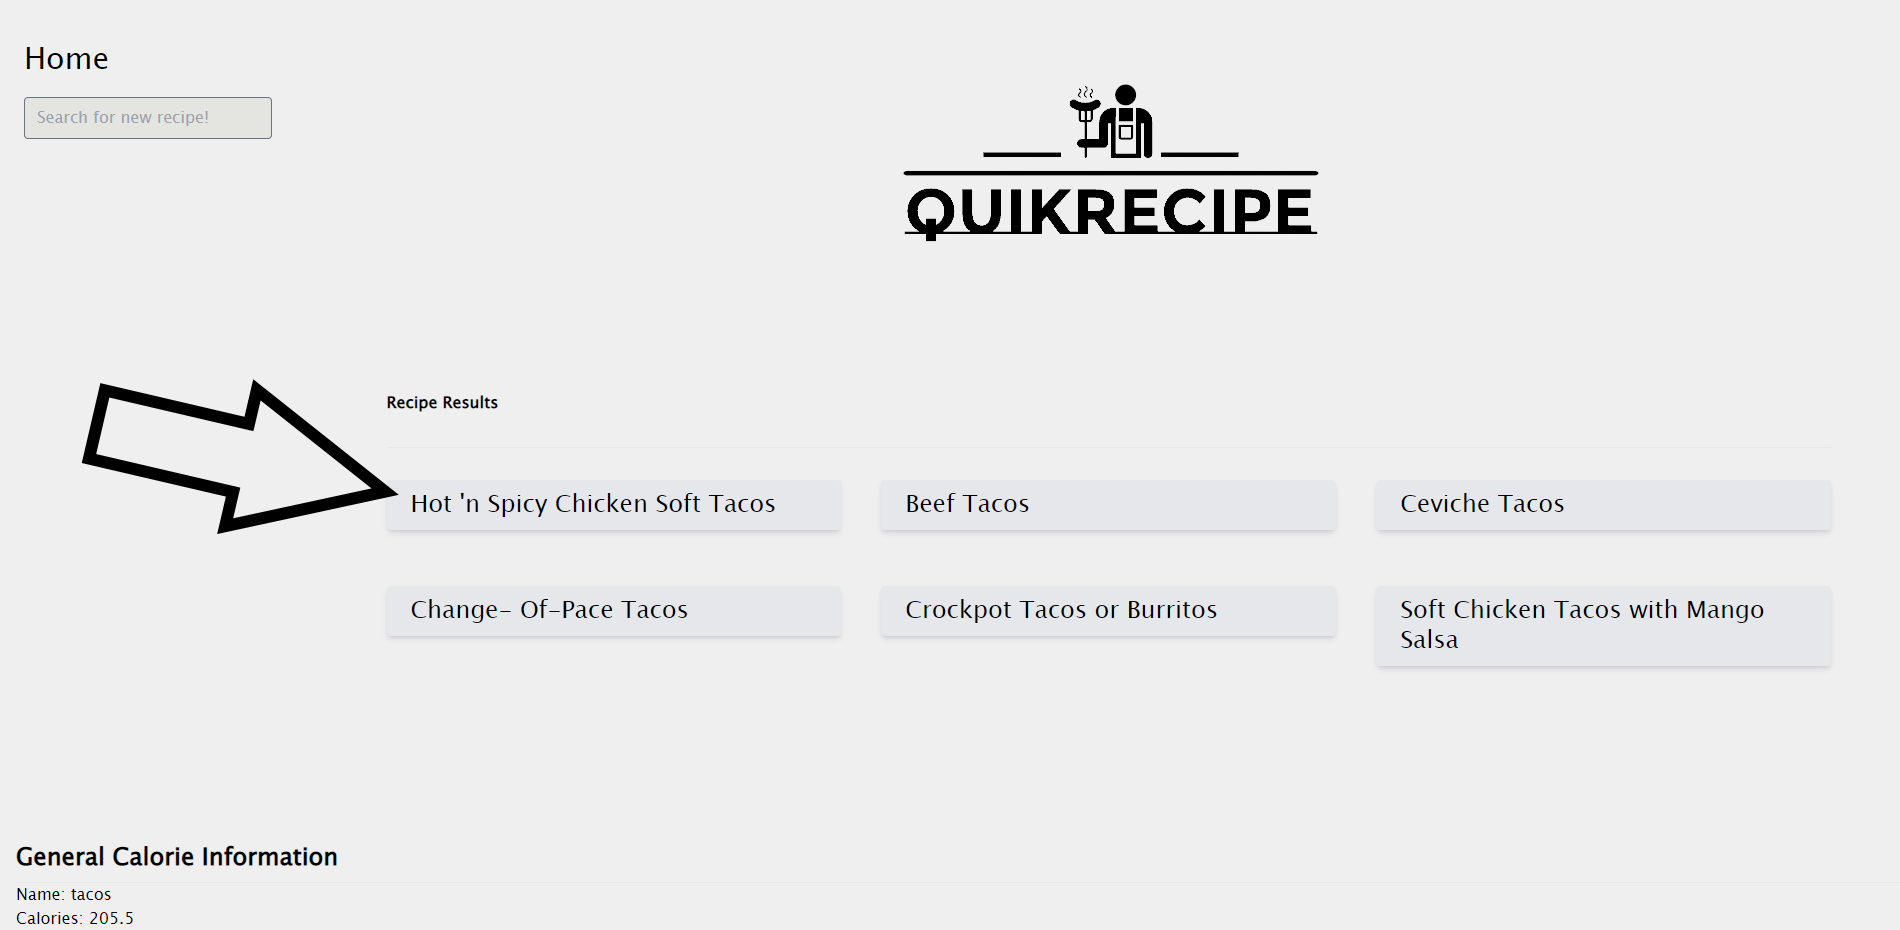 Home
Search for new recipe!
QUIKRECIPE
Recipe Results
Hot 'n Spicy Chicken Soft Tacos
Beef Tacos
Ceviche Tacos
Change- Of-Pace Tacos
Crockpot Tacos or Burritos
Soft Chicken Tacos with Mango
Salsa
General Calorie Information
Name: tacos
Calories: 205.5